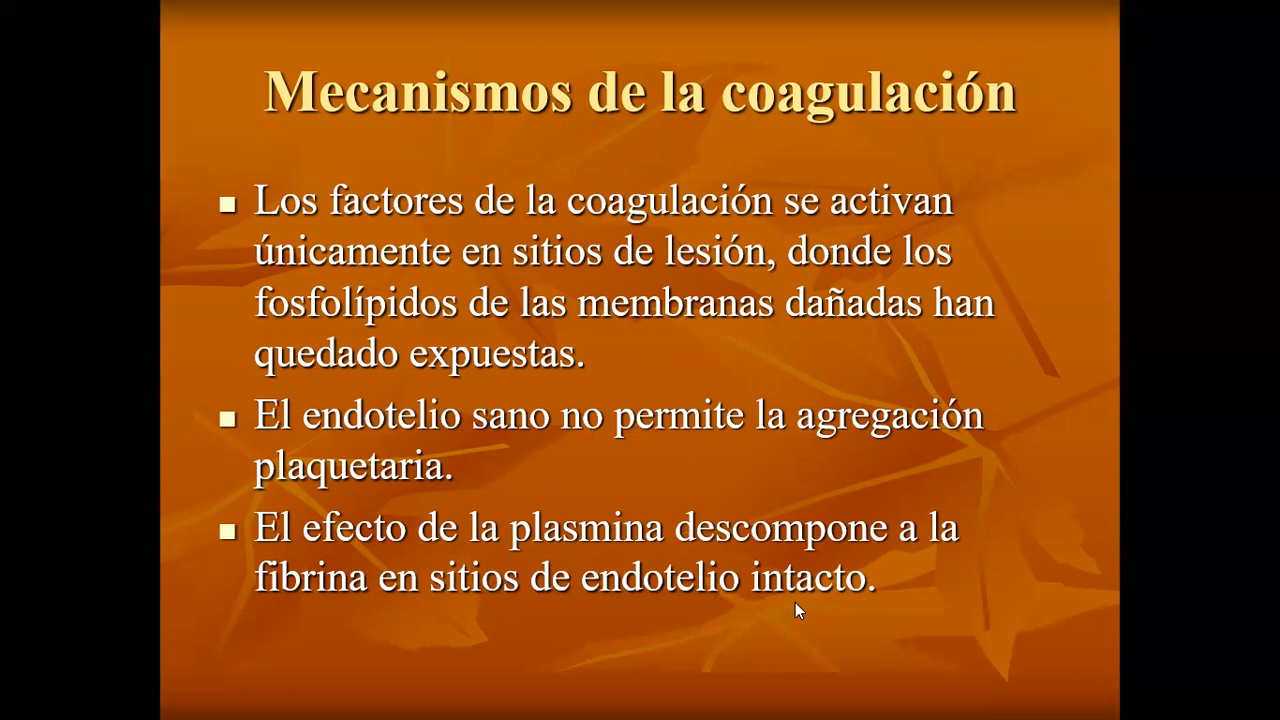 Mecanismos de la coagulación
Los factores de la coagulación se activan
únicamente en sitios de lesión, donde los
fosfolípidos de las membranas dañadas han
quedado expuestas.
El endotelio sano no permite la agregación
plaquetaria.
El efecto de la plasmina descompone a la
fibrina en sitios de endotelio intacto.